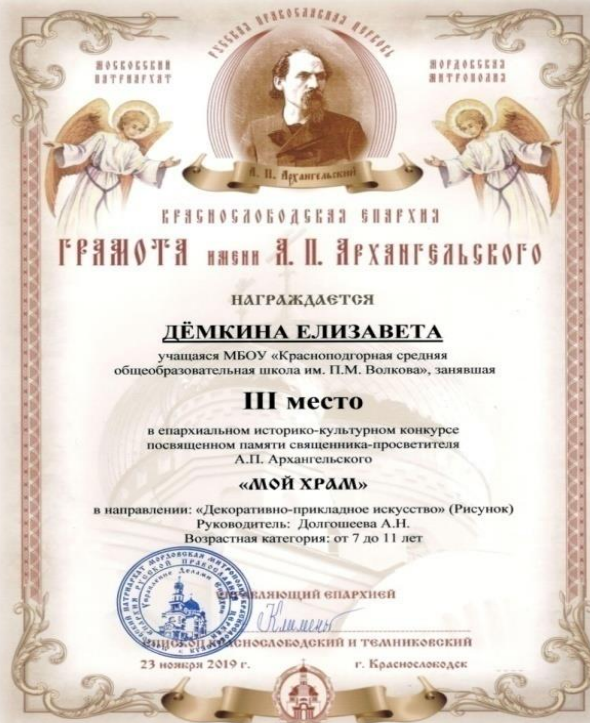 РУССКАЯ ПРАВОСЛАВНАЯ ЦЕРКОВЬ
МОСКОВСКИЙ
ПАТРИАРХАТ
МОРДОВСКАЯ
МИТРОПОЛИЯ
А. П. Архангельский
КРАСНОСЛОБОДСКАЯ ЕПАРХИЯ
ГРАМОТА ИМЕНИ А. П. АРХАНГЕЛЬСКОГО
НАГРАЖДАЕТСЯ
ДЁМКИНА ЕЛИЗАВЕТА
учащаяся МБОУ «Красноподгорная средняя
общеобразовательная школа им. П.М. Волкова», занявшая
III место
в епархиальном историко-культурном конкурсе
посвященном памяти священника-просветителя
А.П. Архангельского
«МОЙ ХРАМ»
в направлении: «Декоративно-прикладное искусство» (Рисунок)
Руководитель: Долгошеева А.Н.
Возрастная категория: от 7 до 11 лет
УПРАВЛЯЮЩИЙ ЕПАРХИЕЙ
Климент
ЕПИСКОП КРАСНОСЛОБОДСКИЙ И ТЕМНИКОВСКИЙ
23 ноября 2019 г.
г. Краснослободск